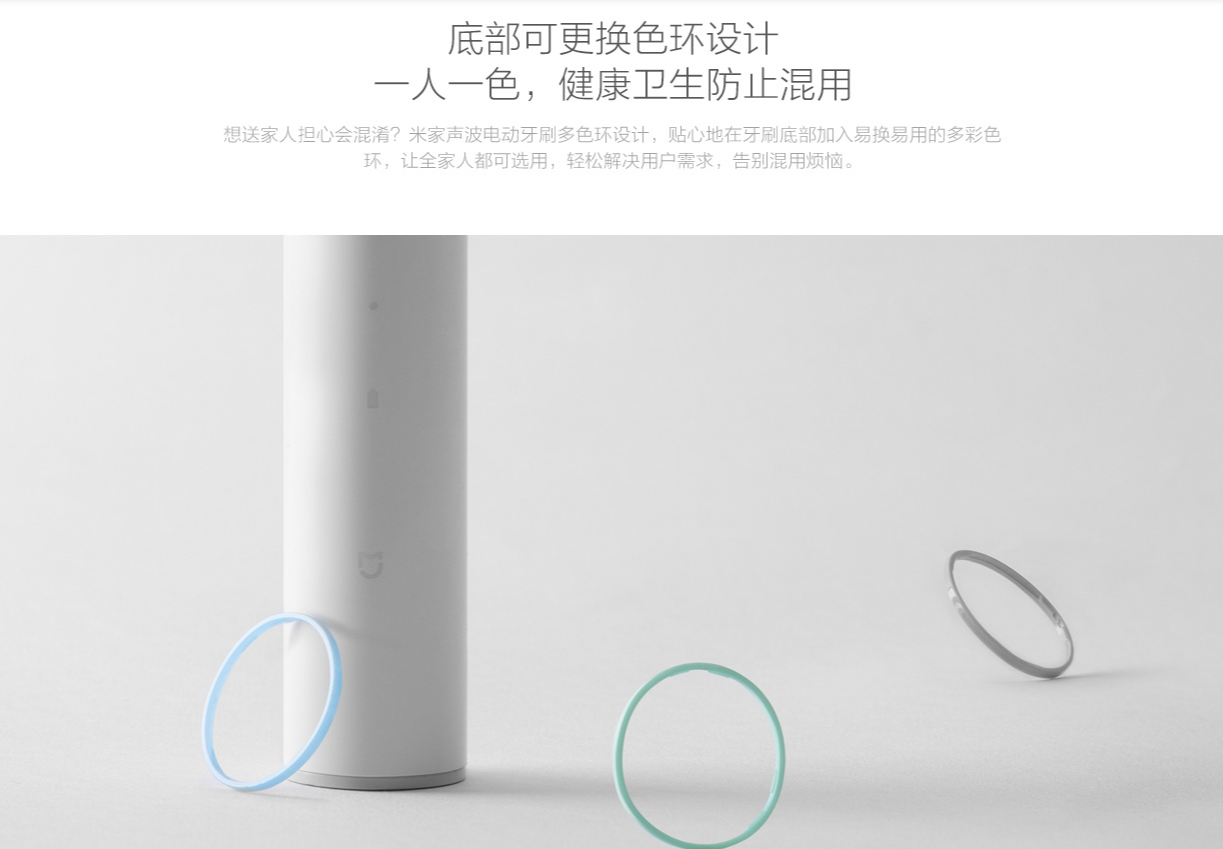 底部可更换色环设计
一人一色，健康卫生防止混用
想送家人担心会混淆？米家声波电动牙刷多色环设计，贴心地在牙刷底部加入易换易用的多彩色
环，让全家人都可选用，轻松解决用户需求，告别混用烦恼。